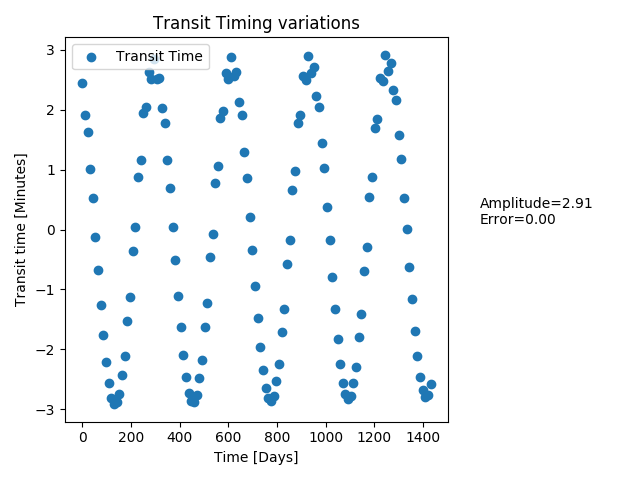 Transit Timing variations
Transit Time
3
2
1
0
−1
−2
−3
Transit time [Minutes]
0
200
400
600
800
1000
1200
1400
Time [Days]
Amplitude=2.91
Error=0.00